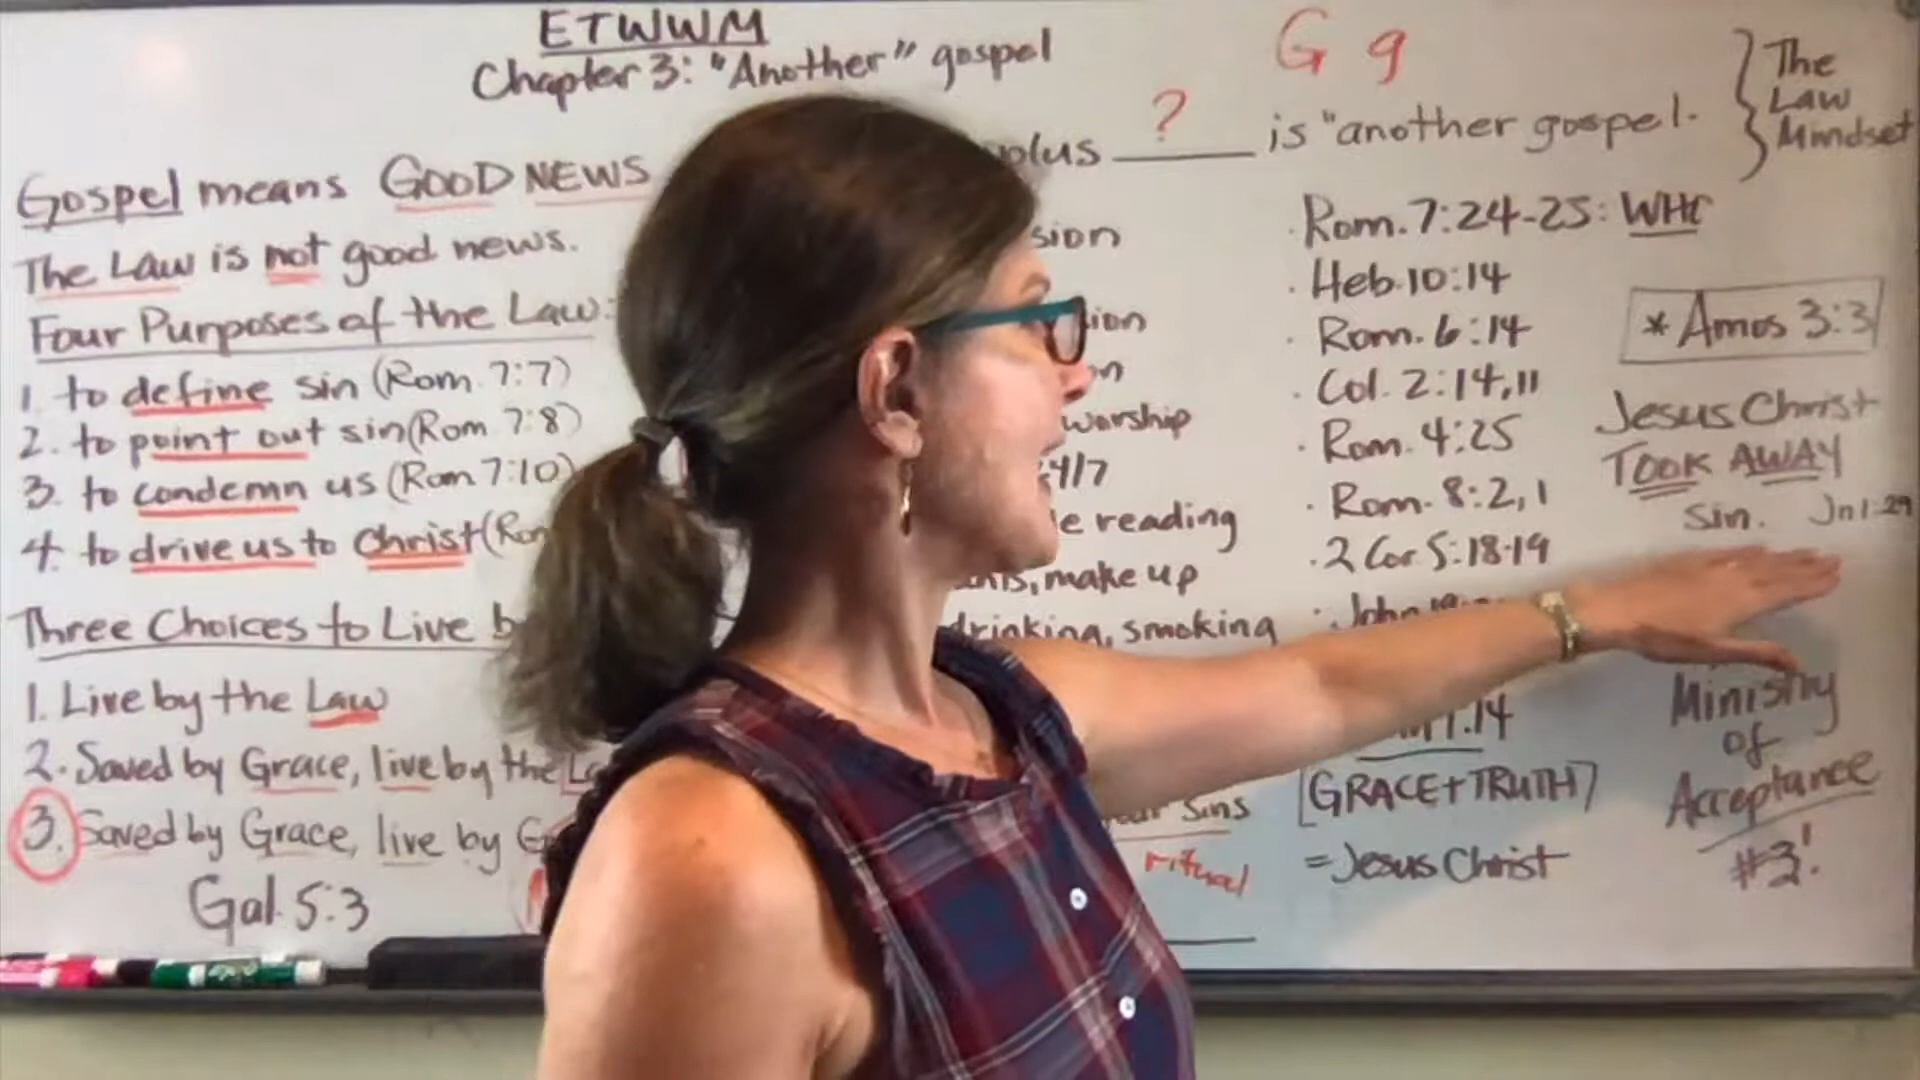 ETWWM
Chapter 3: "Another" gospel
G g
Gospel means GOOD NEWS
The Law is not good news.
Four Purposes of the Law:
1. to define sin (Rom. 7:7)
2. to point out sin (Rom 7:8)
3. to condemn us (Rom 7:10)
4. to drive us to Christ (Rom
Three Choices to Live
1. Live by the Law
2. Saved by Grace, live by the
3. Saved by Grace, live by
Gal. 5:3
plus ? is "another gospel.
worship
reading
make up
drinking, smoking
Sins
ritual
· Rom. 7:24-25: WHC
· Heb. 10:14
· Rom. 6:14
· Col. 2:14,11
· Rom. 4:25
· Rom. 8:2,1
· 2 Cor. 5:18-19
· John
[GRACE + TRUTH]
= Jesus Christ
} The
Law
Mindset
* Amos 3:3
Jesus Christ
TOOK AWAY
Sin. Jn 1:29
Ministry
of
Acceptance
#3!